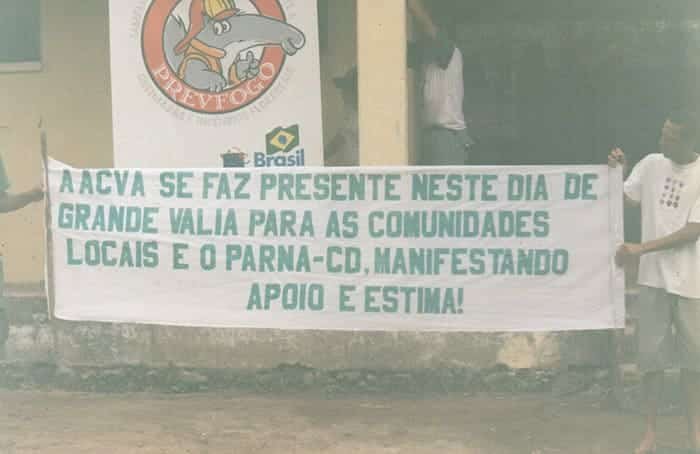 PREVFOGO
Brasil
A ACVA SE FAZ PRESENTE NESTE DIA DE
GRANDE VALIA PARA AS COMUNIDADES
LOCAIS E O PARNA-CD, MANIFESTANDO
APOIO E ESTIMA!